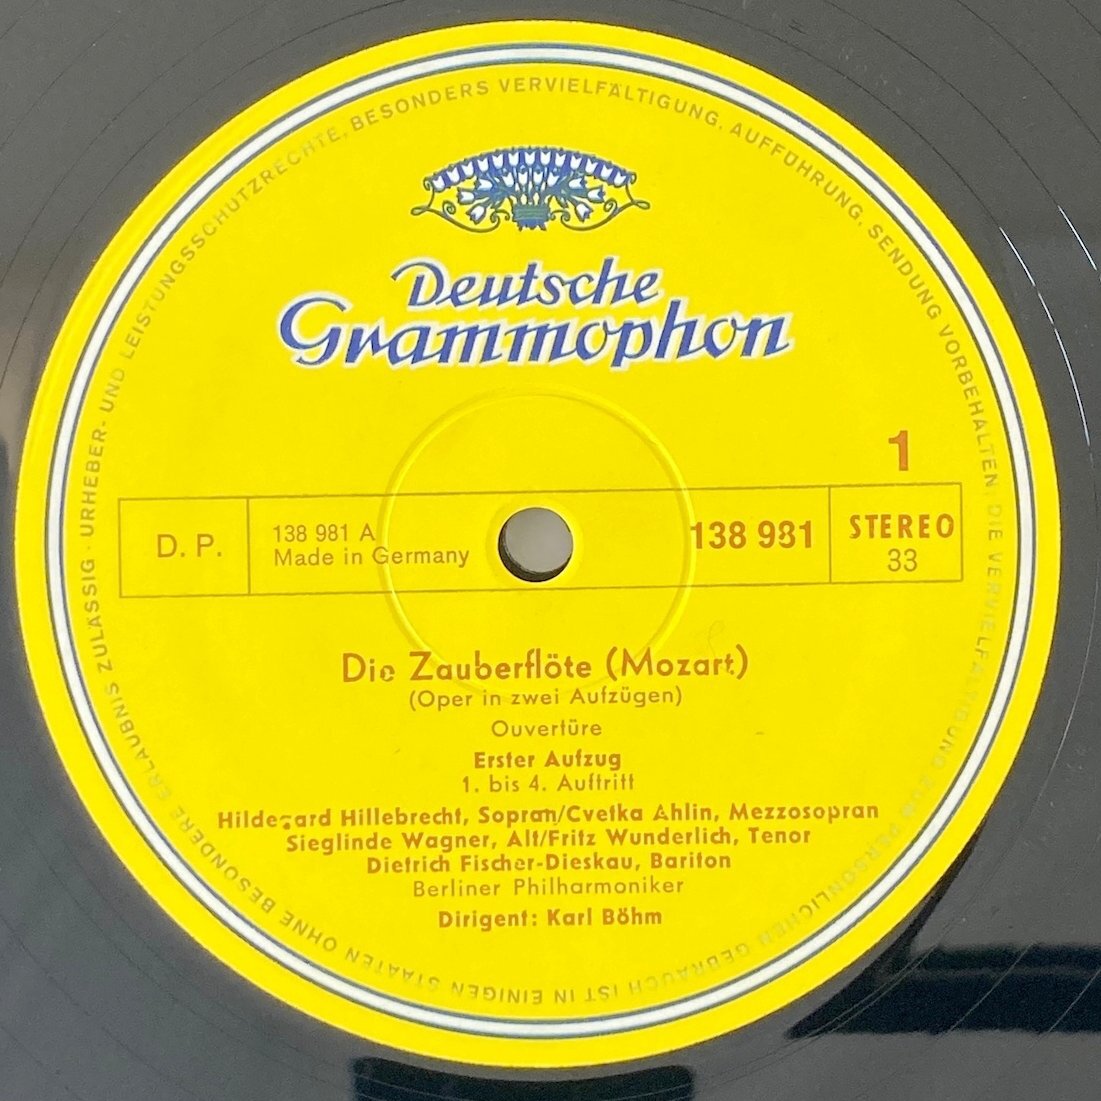 URHEBER- UND LEISTUNGSSCHUTZRECHTE, BESONDERS VERVIELFÄLTIGUNG, AUFFÜHRUNG, SENDUNG VORBEHALTEN! DIE VERVIELFÄLTIGUNG ZUM PERSÖNLICHEN GEBRAUCH IST IN EINIGEN STAATEN OHNE BESONDERE ERLAUBNIS ZULÄSSIG ·
Deutsche
Grammophon
1
D. P.
138 981 A
Made in Germany
138 981
STEREO
33
Die Zauberflöte (Mozart)
(Oper in zwei Aufzügen)
Ouvertüre
Erster Aufzug
1. bis 4. Auftritt
Hildegard Hillebrecht, Sopran/Cvetka Ahlin, Mezzosopran
Sieglinde Wagner, Alt/Fritz Wunderlich, Tenor
Dietrich Fischer-Dieskau, Bariton
Berliner Philharmoniker
Dirigent: Karl Böhm